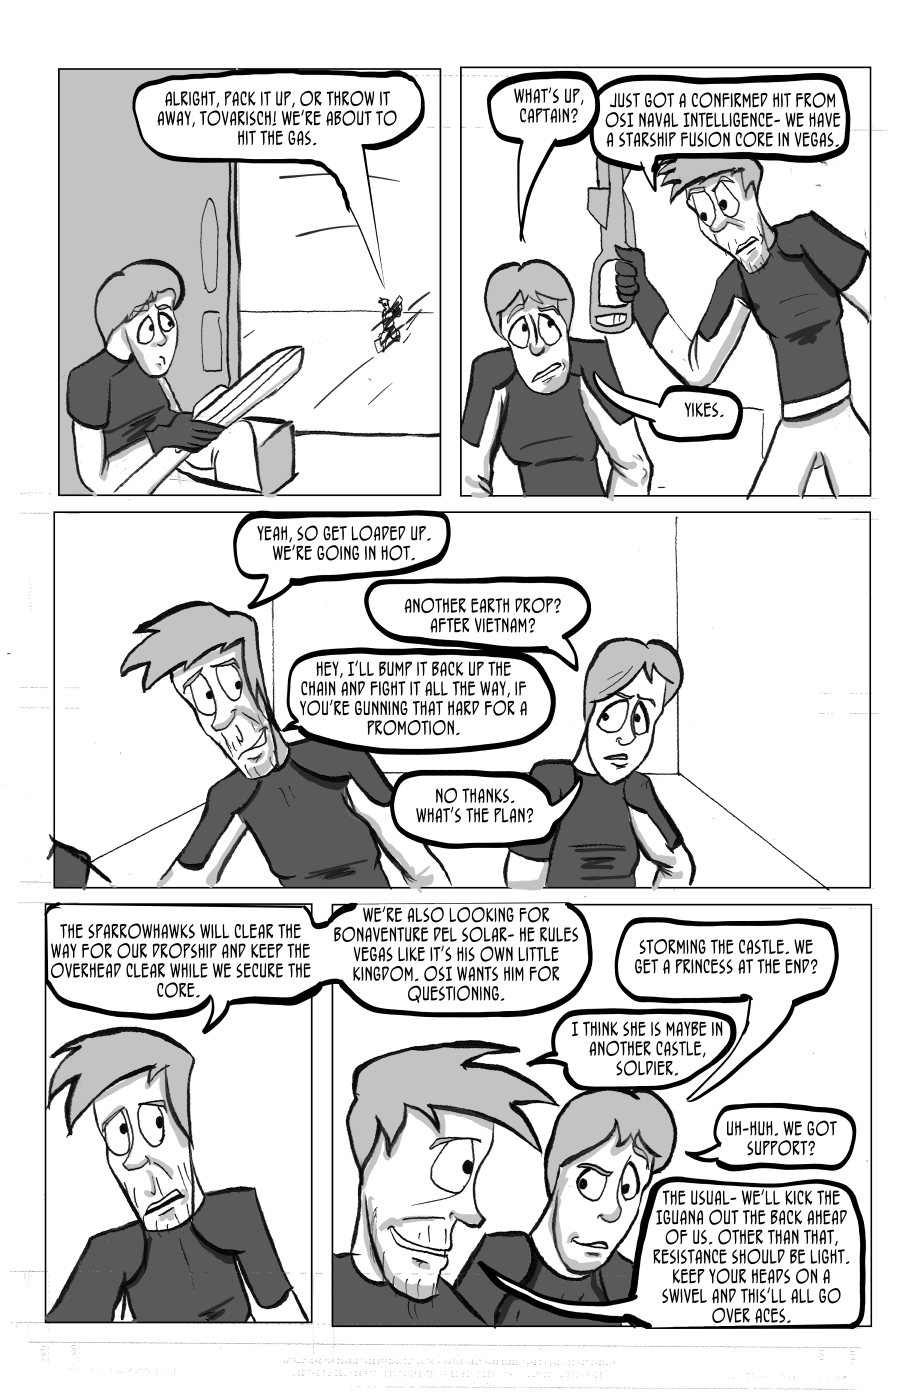 ALRIGHT, PACK IT UP, OR THROW IT
AWAY, TOVARISCH! WE'RE ABOUT TO
HIT THE GAS.
WHAT'S UP,
CAPTAIN?
JUST GOT A CONFIRMED HIT FROM
OSI NAVAL INTELLIGENCE- WE HAVE
A STARSHIP FUSION CORE IN VEGAS.
YIKES.
YEAH, SO GET LOADED UP.
WE'RE GOING IN HOT.
ANOTHER EARTH DROP?
AFTER VIETNAM?
HEY, I'LL BUMP IT BACK UP THE
CHAIN AND FIGHT IT ALL THE WAY, IF
YOU'RE GUNNING THAT HARD FOR A
PROMOTION.
NO THANKS.
WHAT'S THE PLAN?
THE SPARROWHAWKS WILL CLEAR THE
WAY FOR OUR DROPSHIP AND KEEP THE
OVERHEAD CLEAR WHILE WE SECURE THE
CORE.
WE'RE ALSO LOOKING FOR
BONAVENTURE DEL SOLAR- HE RULES
VEGAS LIKE IT'S HIS OWN LITTLE
KINGDOM. OSI WANTS HIM FOR
QUESTIONING.
STORMING THE CASTLE. WE
GET A PRINCESS AT THE END?
I THINK SHE IS MAYBE IN
ANOTHER CASTLE,
SOLDIER.
UH-HUH. WE GOT
SUPPORT?
THE USUAL- WE'LL KICK THE
IGUANA OUT THE BACK AHEAD
OF US. OTHER THAN THAT,
RESISTANCE SHOULD BE LIGHT.
KEEP YOUR HEADS ON A
SWIVEL AND THIS'LL ALL GO
OVER ACES.